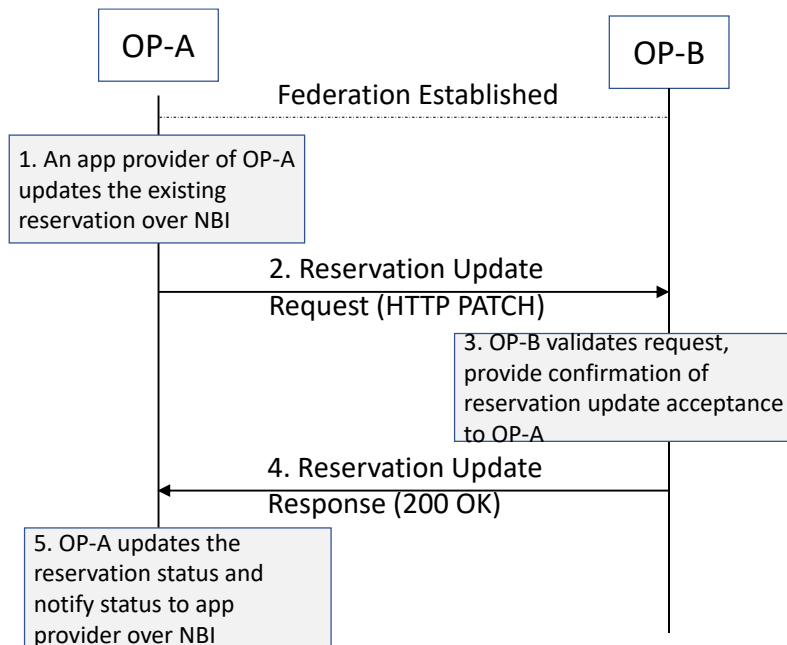 OP-A
OP-B
Federation Established
1. An app provider of OP-A
updates the existing
reservation over NBI
2. Reservation Update
Request (HTTP PATCH)
3. OP-B validates request,
provide confirmation of
reservation update acceptance
to OP-A
4. Reservation Update
Response (200 OK)
5. OP-A updates the
reservation status and
notify status to app
provider over NBI